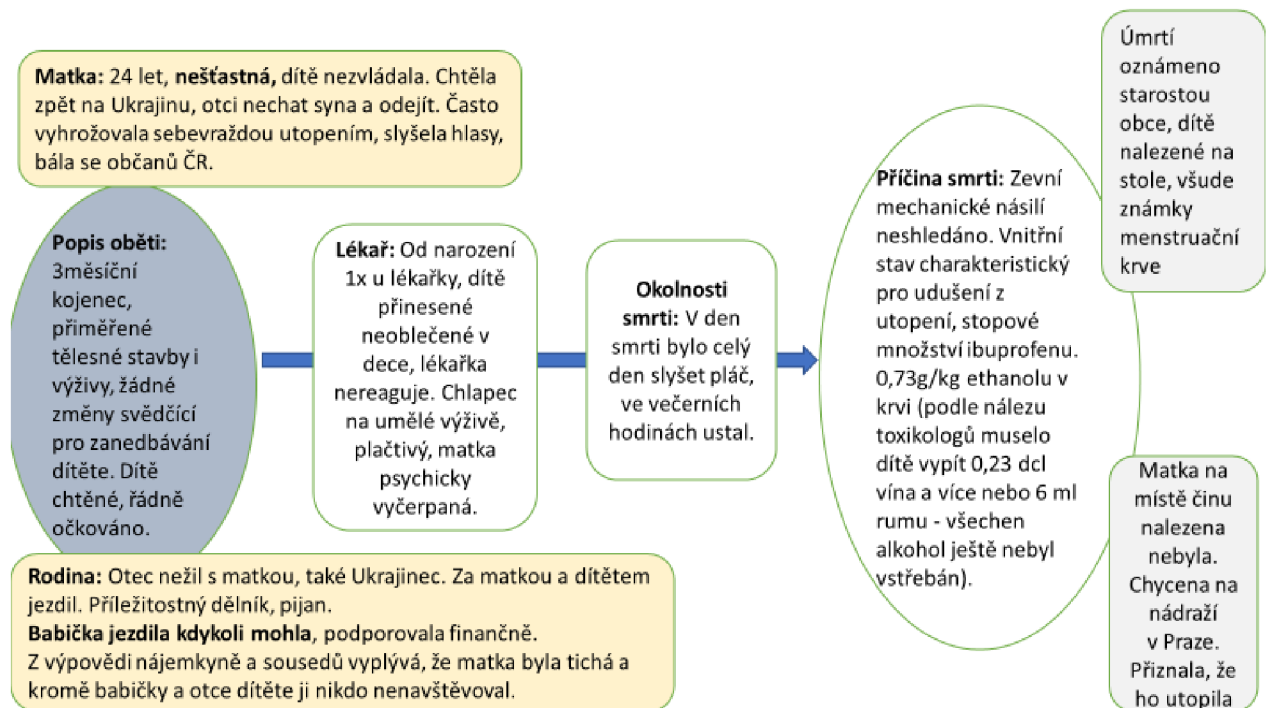 Matka: 24 let, nešťastná, dítě nezvládala. Chtěla
zpět na Ukrajinu, otci nechat syna a odejít. Často
vyhrožovala sebevraždou utopením, slyšela hlasy,
bála se občanů ČR.
Popis oběti:
3měsíční
kojenec,
přiměřené
tělesné stavby i
výživy, žádné
změny svědčící
pro zanedbávání
dítěte. Dítě
chtěné, řádně
očkováno.
Rodina: Otec nežil s matkou, také Ukrajinec. Za matkou a dítětem
jezdil. Příležitostný dělník, pijan.
Babička jezdila kdykoli mohla, podporovala finančně.
Z výpovědi nájemkyně a sousedů vyplývá, že matka byla tichá a
kromě babičky a otce dítěte ji nikdo nenavštěvoval.
Lékař: Od narození
1x u lékařky, dítě
přinesené
neoblečené v
dece, lékařka
nereaguje. Chlapec
na umělé výživě,
plačtivý, matka
psychicky
vyčerpaná.
Okolnosti
smrti: V den
smrti bylo celý
den slyšet pláč,
ve večerních
hodinách ustal.
Příčina smrti: Zevní
mechanické násilí
neshledáno. Vnitřní
stav charakteristický
pro udušení z
utopení, stopové
množství ibuprofenu.
0,73g/kg ethanolu v
krvi (podle nálezu
toxikologů muselo
dítě vypít 0,23 dcl
vína a více nebo 6 ml
rumu - všechen
alkohol ještě nebyl
vstřebán).
Úmrtí
oznámeno
starostou
obce, dítě
nalezené na
stole, všude
známky
menstruační
krve
Matka na
místě činu
nalezena
nebyla.
Chycena na
nádraží
v Praze.
Přiznala, že
ho utopila